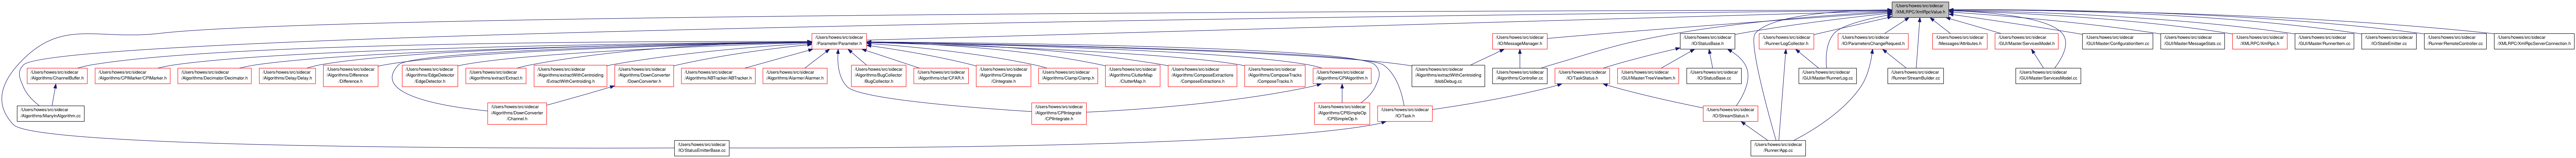 /Users/howes/src/sidecar
/XMLRPC/XmlRpcValue.h
/Users/howes/src/sidecar
/Parameter/Parameter.h
/Users/howes/src/sidecar
/IO/MessageManager.h
/Users/howes/src/sidecar
/IO/StatusBase.h
/Users/howes/src/sidecar
/Runner/LogCollector.h
/Users/howes/src/sidecar
/IO/ParametersChangeRequest.h
/Users/howes/src/sidecar
/Messages/Attributes.h
/Users/howes/src/sidecar
/GUI/Master/ServicesModel.h
/Users/howes/src/sidecar
/GUI/Master/ConfigurationItem.cc
/Users/howes/src/sidecar
/GUI/Master/MessageStats.cc
/Users/howes/src/sidecar
/XMLRPC/XmlRpc.h
/Users/howes/src/sidecar
/GUI/Master/RunnerItem.cc
/Users/howes/src/sidecar
/IO/StateEmitter.cc
/Users/howes/src/sidecar
/Runner/RemoteController.cc
/Users/howes/src/sidecar
/XMLRPC/XmlRpcServerConnection.h
/Users/howes/src/sidecar
/Algorithms/ChannelBuffer.h
/Users/howes/src/sidecar
/Algorithms/CPIMarker/CPIMarker.h
/Users/howes/src/sidecar
/Algorithms/Decimator/Decimator.h
/Users/howes/src/sidecar
/Algorithms/Delay/Delay.h
/Users/howes/src/sidecar
/Algorithms/Difference
/Difference.h
/Users/howes/src/sidecar
/Algorithms/EdgeDetector
/EdgeDetector.h
/Users/howes/src/sidecar
/Algorithms/extract/Extract.h
/Users/howes/src/sidecar
/Algorithms/extractWithCentroiding
/ExtractWithCentroiding.h
/Users/howes/src/sidecar
/Algorithms/DownConverter
/DownConverter.h
/Users/howes/src/sidecar
/Algorithms/ABTracker/ABTracker.h
/Users/howes/src/sidecar
/Algorithms/Alarmer/Alarmer.h
/Users/howes/src/sidecar
/Algorithms/BugCollector
/BugCollector.h
/Users/howes/src/sidecar
/Algorithms/cfar/CFAR.h
/Users/howes/src/sidecar
/Algorithms/CIntegrate
/CIntegrate.h
/Users/howes/src/sidecar
/Algorithms/Clamp/Clamp.h
/Users/howes/src/sidecar
/Algorithms/ClutterMap
/ClutterMap.h
/Users/howes/src/sidecar
/Algorithms/ComposeExtractions
/ComposeExtractions.h
/Users/howes/src/sidecar
/Algorithms/ComposeTracks
/ComposeTracks.h
/Users/howes/src/sidecar
/Algorithms/CPIAlgorithm.h
/Users/howes/src/sidecar
/Algorithms/extractWithCentroiding
/blobDebug.cc
/Users/howes/src/sidecar
/Algorithms/Controller.cc
/Users/howes/src/sidecar
/IO/TaskStatus.h
/Users/howes/src/sidecar
/GUI/Master/TreeViewItem.h
/Users/howes/src/sidecar
/IO/StatusBase.cc
/Users/howes/src/sidecar
/GUI/Master/RunnerLog.cc
/Users/howes/src/sidecar
/Runner/StreamBuilder.cc
/Users/howes/src/sidecar
/GUI/Master/ServicesModel.cc
/Users/howes/src/sidecar
/Algorithms/ManyInAlgorithm.cc
/Users/howes/src/sidecar
/Algorithms/DownConverter
/Channel.h
/Users/howes/src/sidecar
/Algorithms/CPIIntegrate
/CPIIntegrate.h
/Users/howes/src/sidecar
/Algorithms/CPISimpleOp
/CPISimpleOp.h
/Users/howes/src/sidecar
/IO/Task.h
/Users/howes/src/sidecar
/IO/StreamStatus.h
/Users/howes/src/sidecar
/IO/StatusEmitterBase.cc
/Users/howes/src/sidecar
/Runner/App.cc